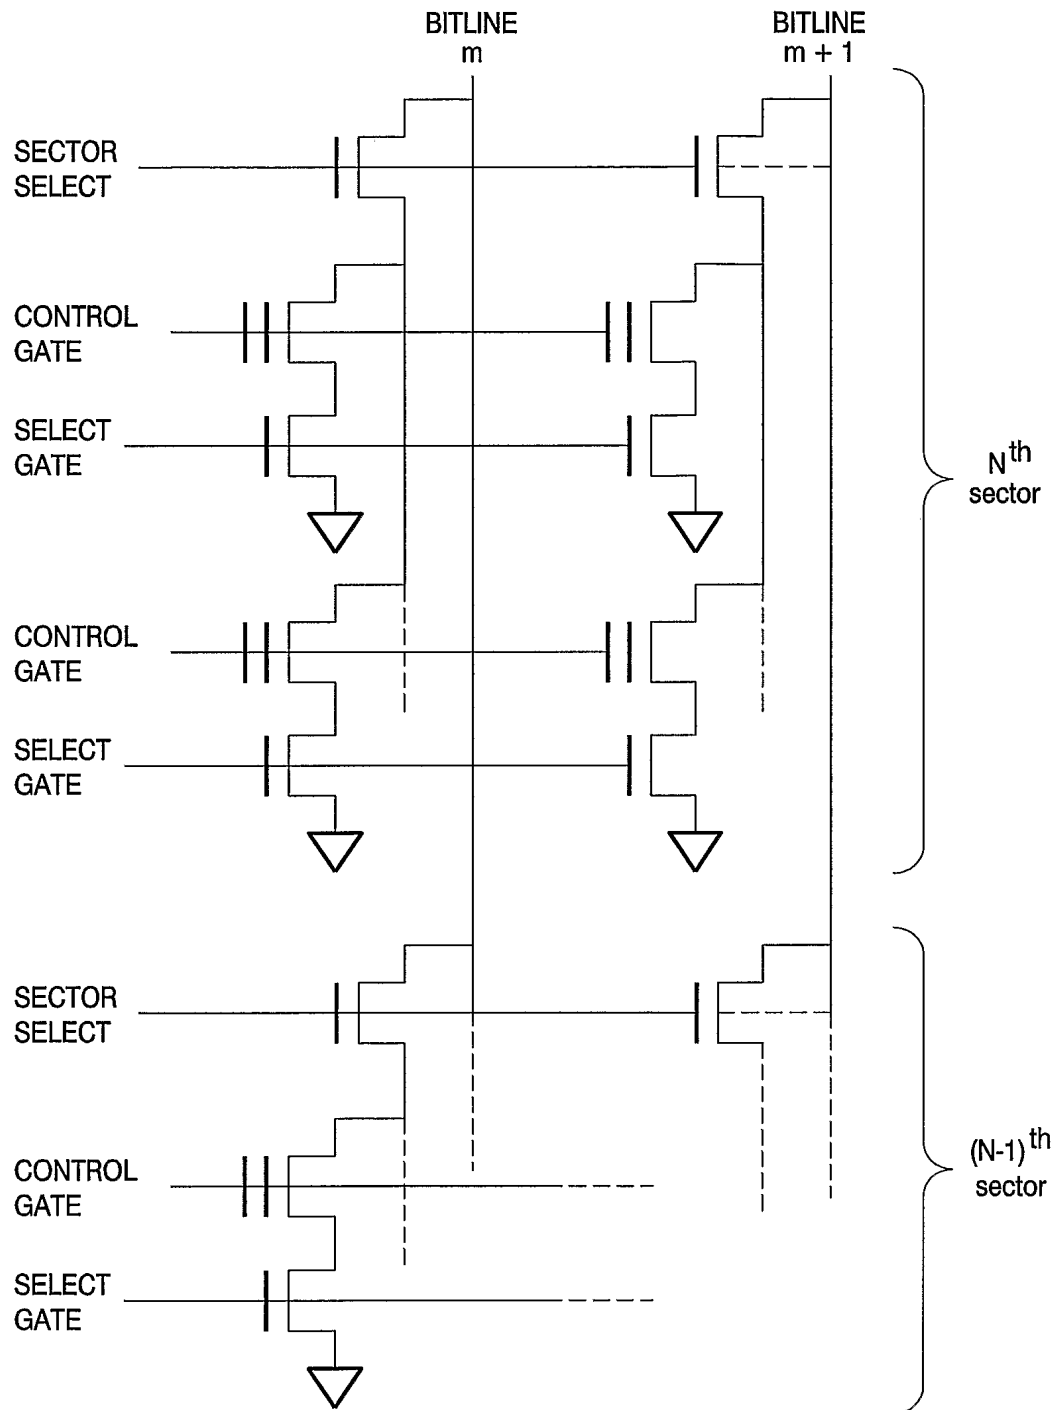 BITLINE
m
BITLINE
m + 1
SECTOR
SELECT
CONTROL
GATE
SELECT
GATE
Nth
sector
CONTROL
GATE
SELECT
GATE
SECTOR
SELECT
(N-1)th
sector
CONTROL
GATE
SELECT
GATE